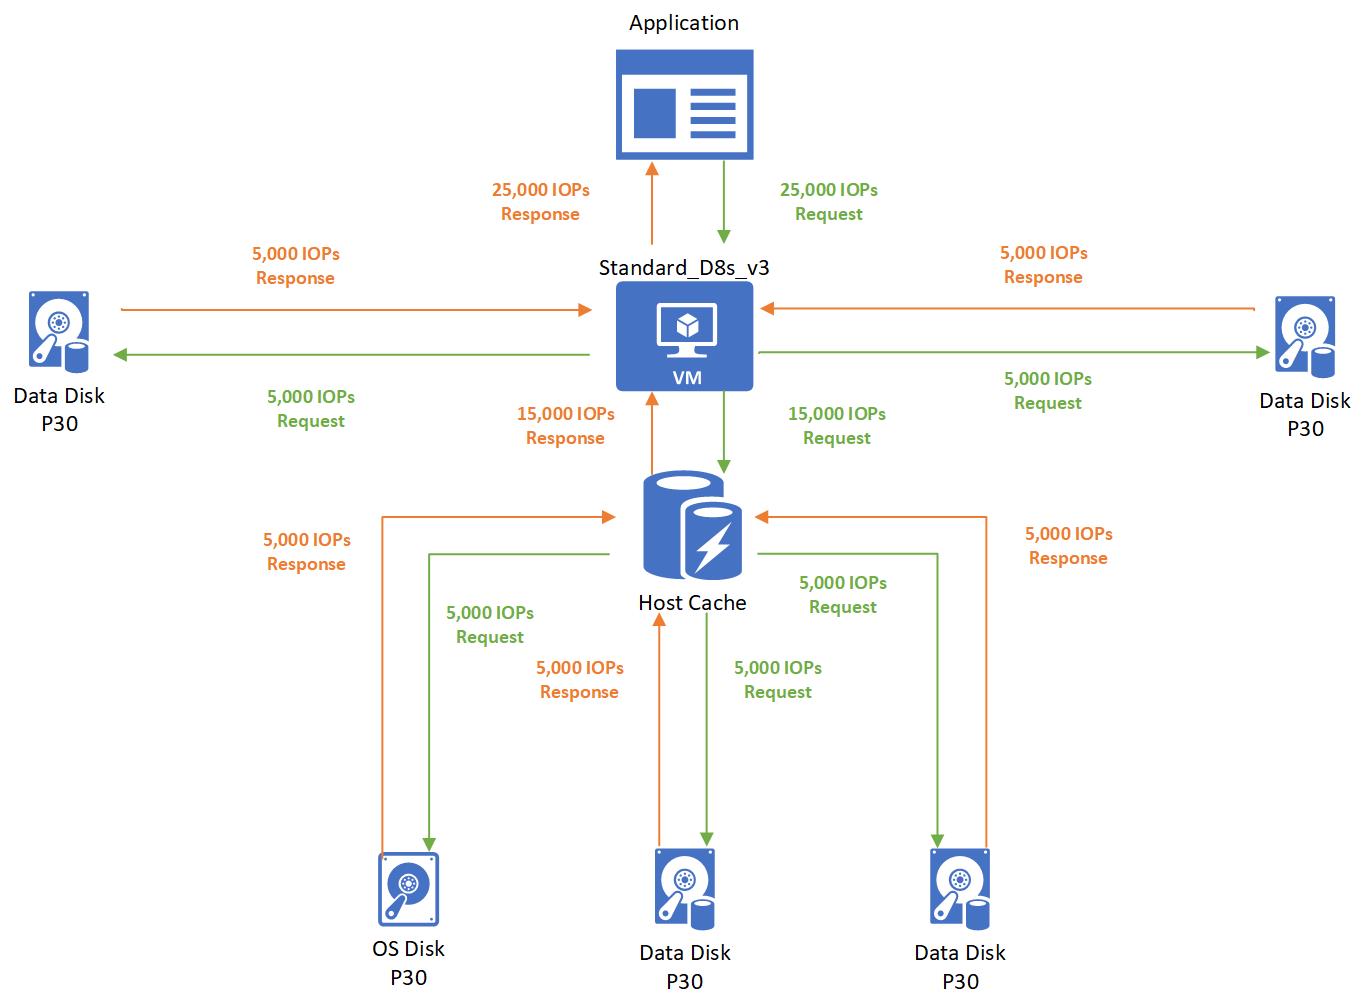 Application
25,000 IOPs
Response
25,000 IOPs
Request
5,000 IOPs
Response
Standard_D8s_v3
5,000 IOPs
Response
VM
Data Disk
P30
5,000 IOPs
Request
5,000 IOPs
Request
Data Disk
P30
15,000 IOPs
Response
15,000 IOPs
Request
5,000 IOPs
Response
5,000 IOPs
Response
Host Cache
5,000 IOPs
Request
5,000 IOPs
Request
5,000 IOPs
Response
5,000 IOPs
Request
OS Disk
P30
Data Disk
P30
Data Disk
P30